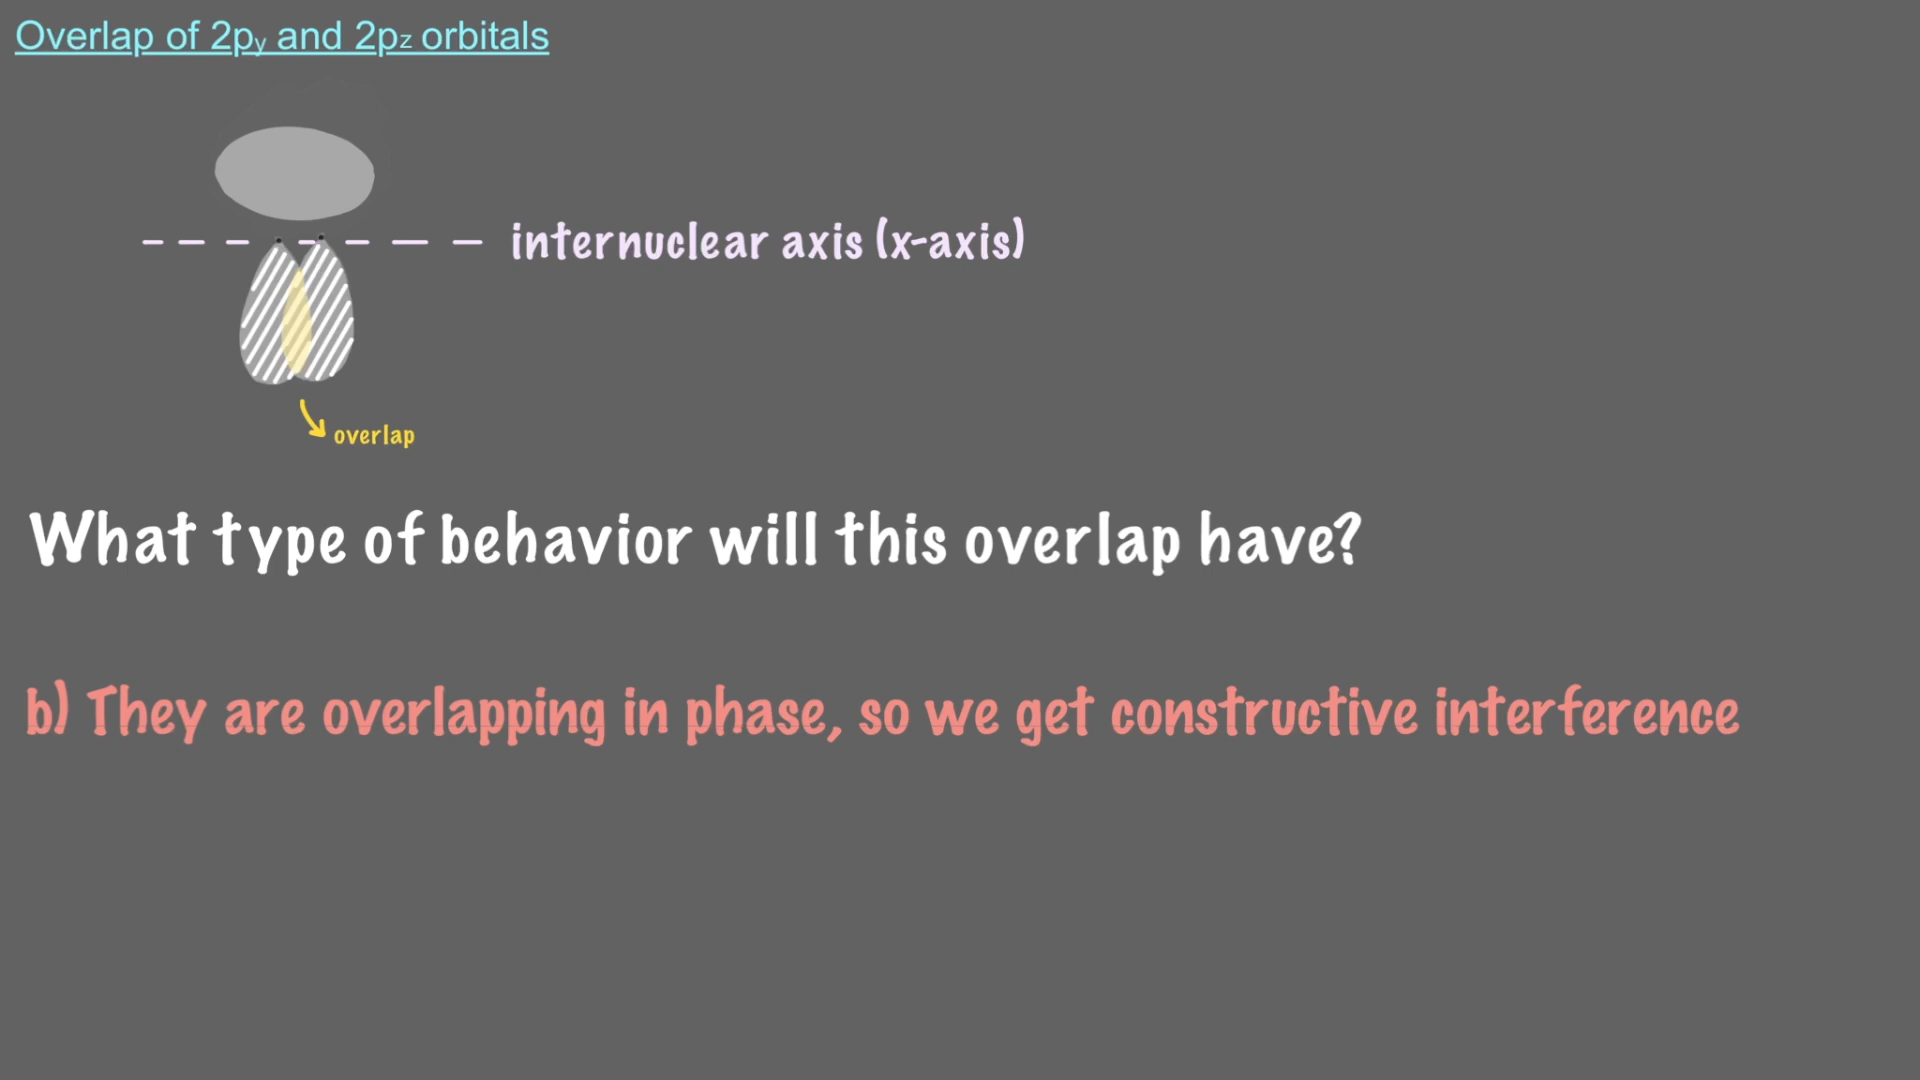 Overlap of 2py and 2pz orbitals
internuclear axis (x-axis)
overlap
What type of behavior will this overlap have?
b) They are overlapping in phase, so we get constructive interference